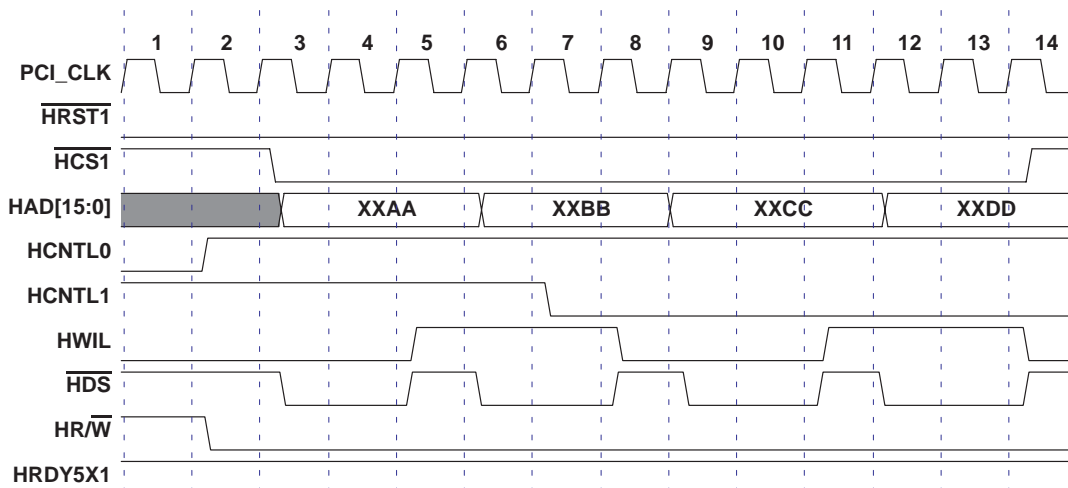 1 2 3 4 5 6 7 8 9 10 11 12 13 14
PCI_CLK
HRST1
HCS1
HAD[15:0] XXAA XXBB XXCC XXDD
HCNTL0
HCNTL1
HWIL
HDS
HR/W
HRDY5X1